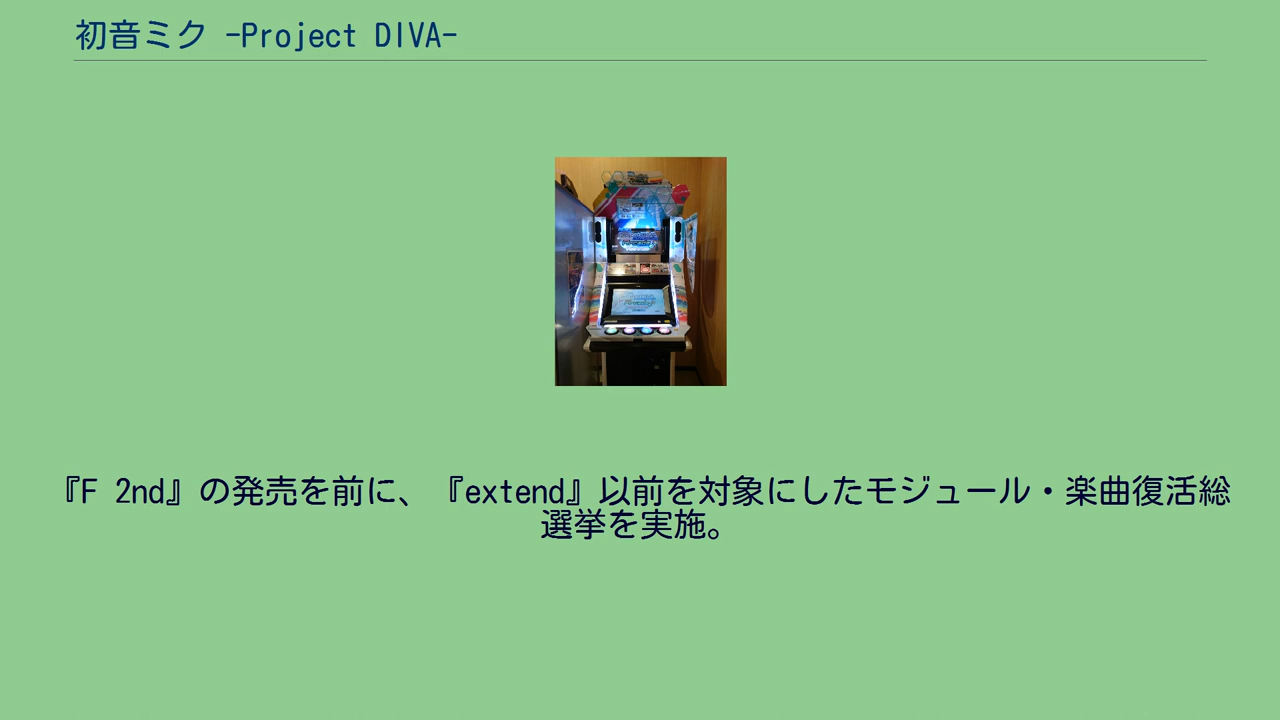 初音ミク -Project DIVA-
『F 2nd』の発売を前に、『extend』以前を対象にしたモジュール・楽曲復活総
選挙を実施。